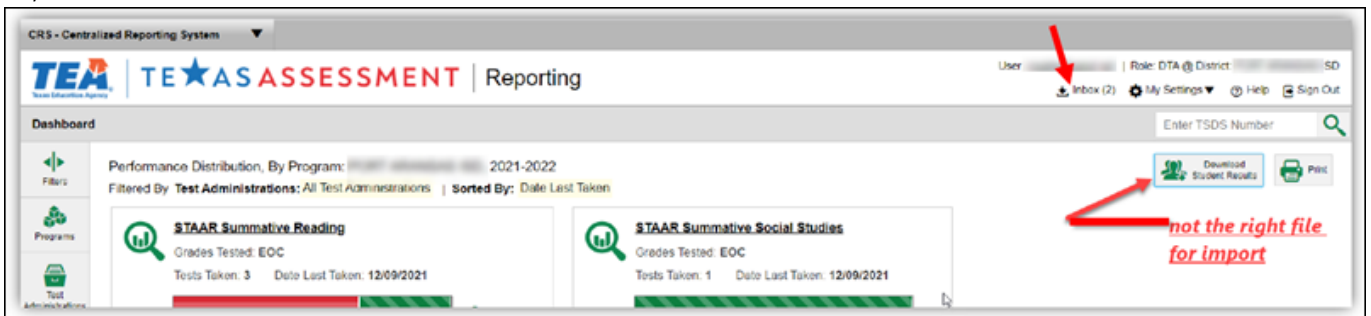 CRS - Centralized Reporting System ▼
TEA | TE★AS ASSESSMENT | Reporting
Texas Education Agency
User | Role: DTA @ District: SD
Inbox (2) My Settings ▼ Help Sign Out
Dashboard
Enter TSDS Number
Filters
Performance Distribution, By Program: 2021-2022
Filtered By Test Administrations: All Test Administrations | Sorted By: Date Last Taken
Download
Student Results
Print
Programs
STAAR Summative Reading
Grades Tested: EOC
Tests Taken: 3 Date Last Taken: 12/09/2021
STAAR Summative Social Studies
Grades Tested: EOC
Tests Taken: 1 Date Last Taken: 12/09/2021
not the right file
for import
Test
Administrations